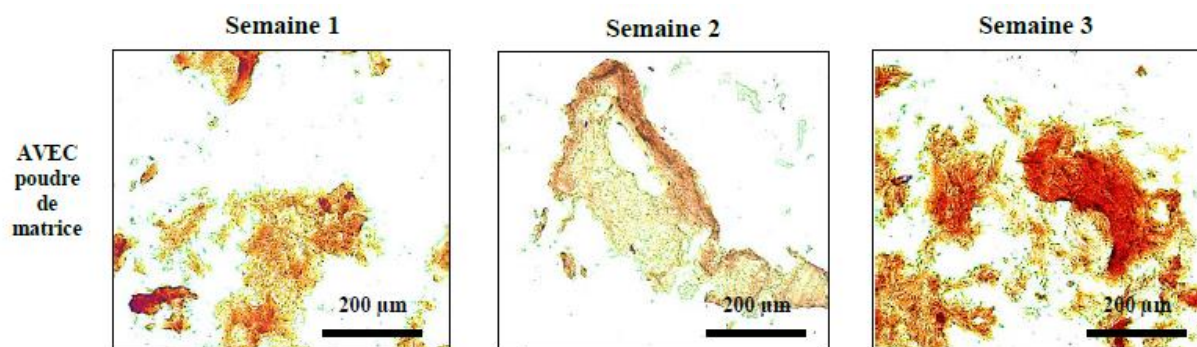 Semaine 1
Semaine 2
Semaine 3
AVEC
poudre
de
matrice
200 µm
200 µm
200 µm